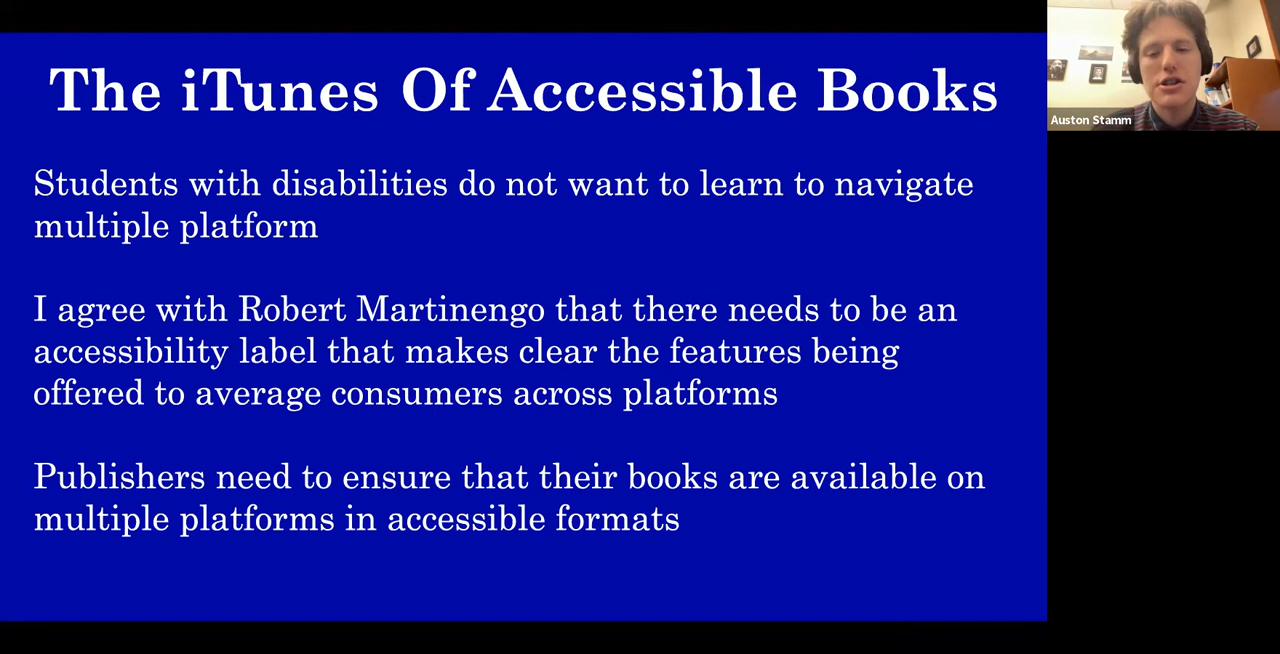 The iTunes Of Accessible Books
Students with disabilities do not want to learn to navigate
multiple platform
I agree with Robert Martinengo that there needs to be an
accessibility label that makes clear the features being
offered to average consumers across platforms
Publishers need to ensure that their books are available on
multiple platforms in accessible formats
Auston Stamm